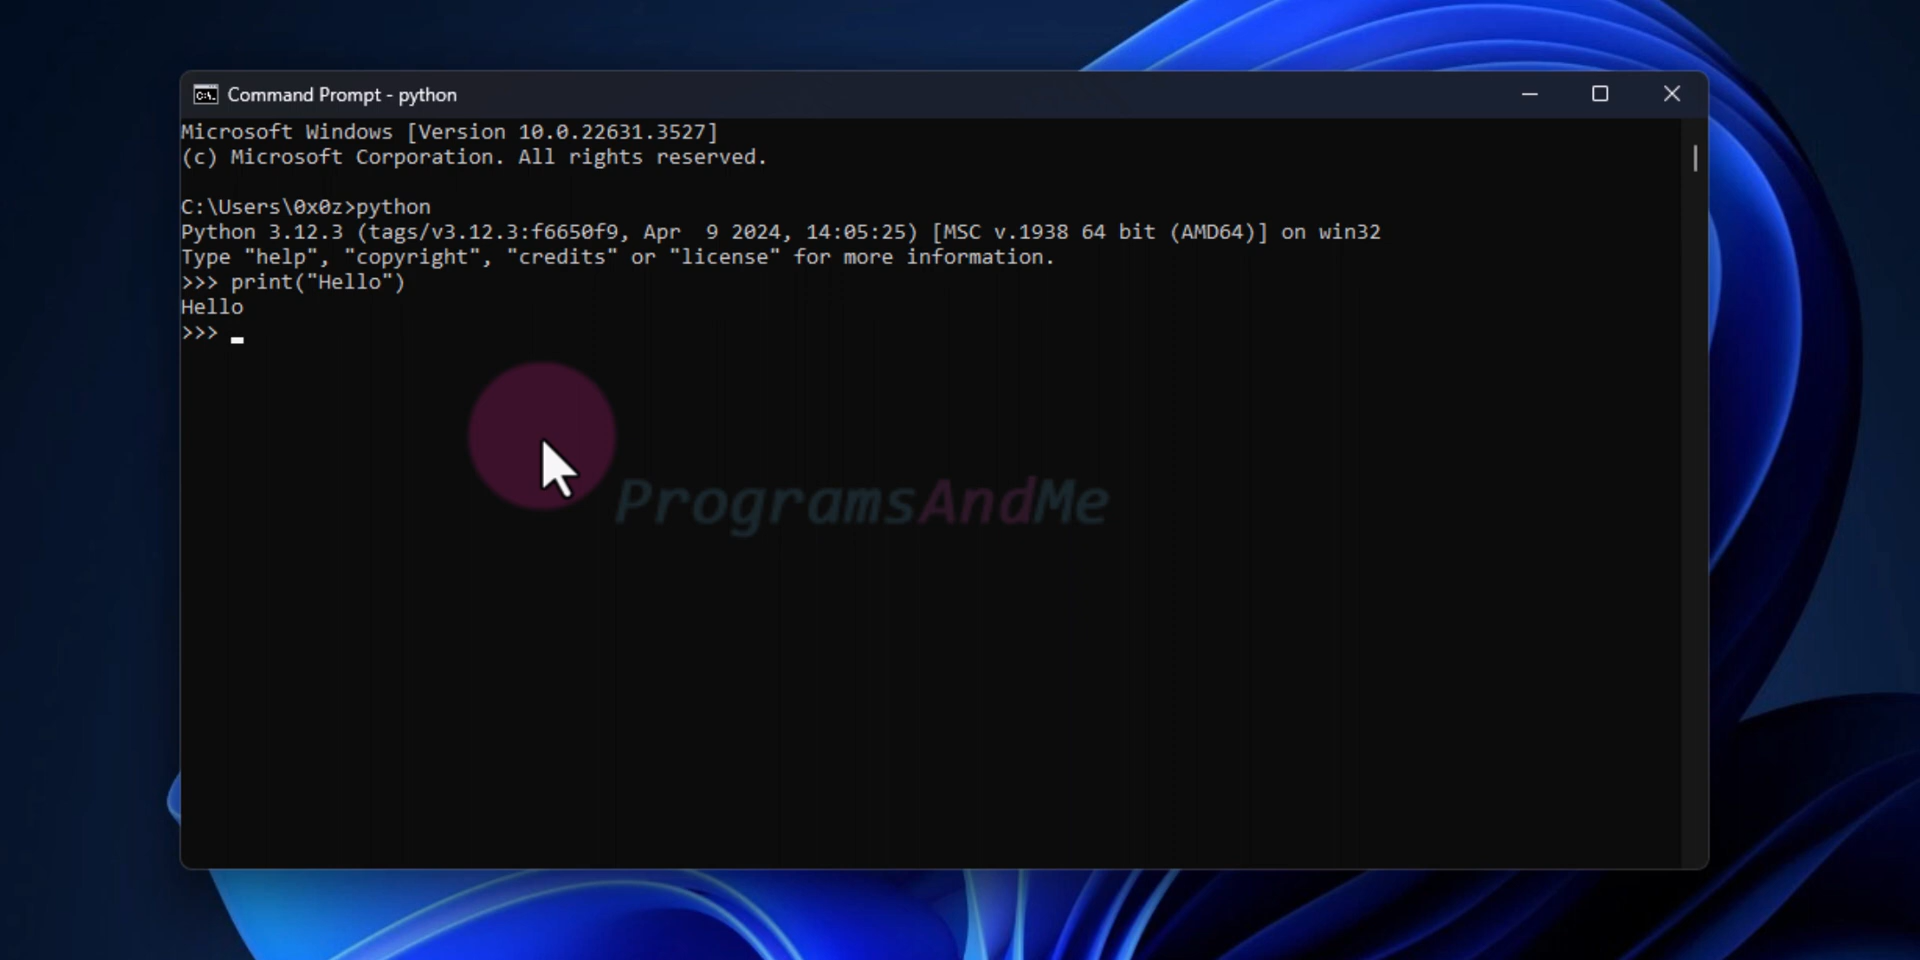 Command Prompt - python
Microsoft Windows [Version 10.0.22631.3527]
(c) Microsoft Corporation. All rights reserved.
C:\Users\0x0z>python
Python 3.12.3 (tags/v3.12.3:f6650f9, Apr  9 2024, 14:05:25) [MSC v.1938 64 bit (AMD64)] on win32
Type "help", "copyright", "credits" or "license" for more information.
>>> print("Hello")
Hello
>>>
ProgramsAndMe